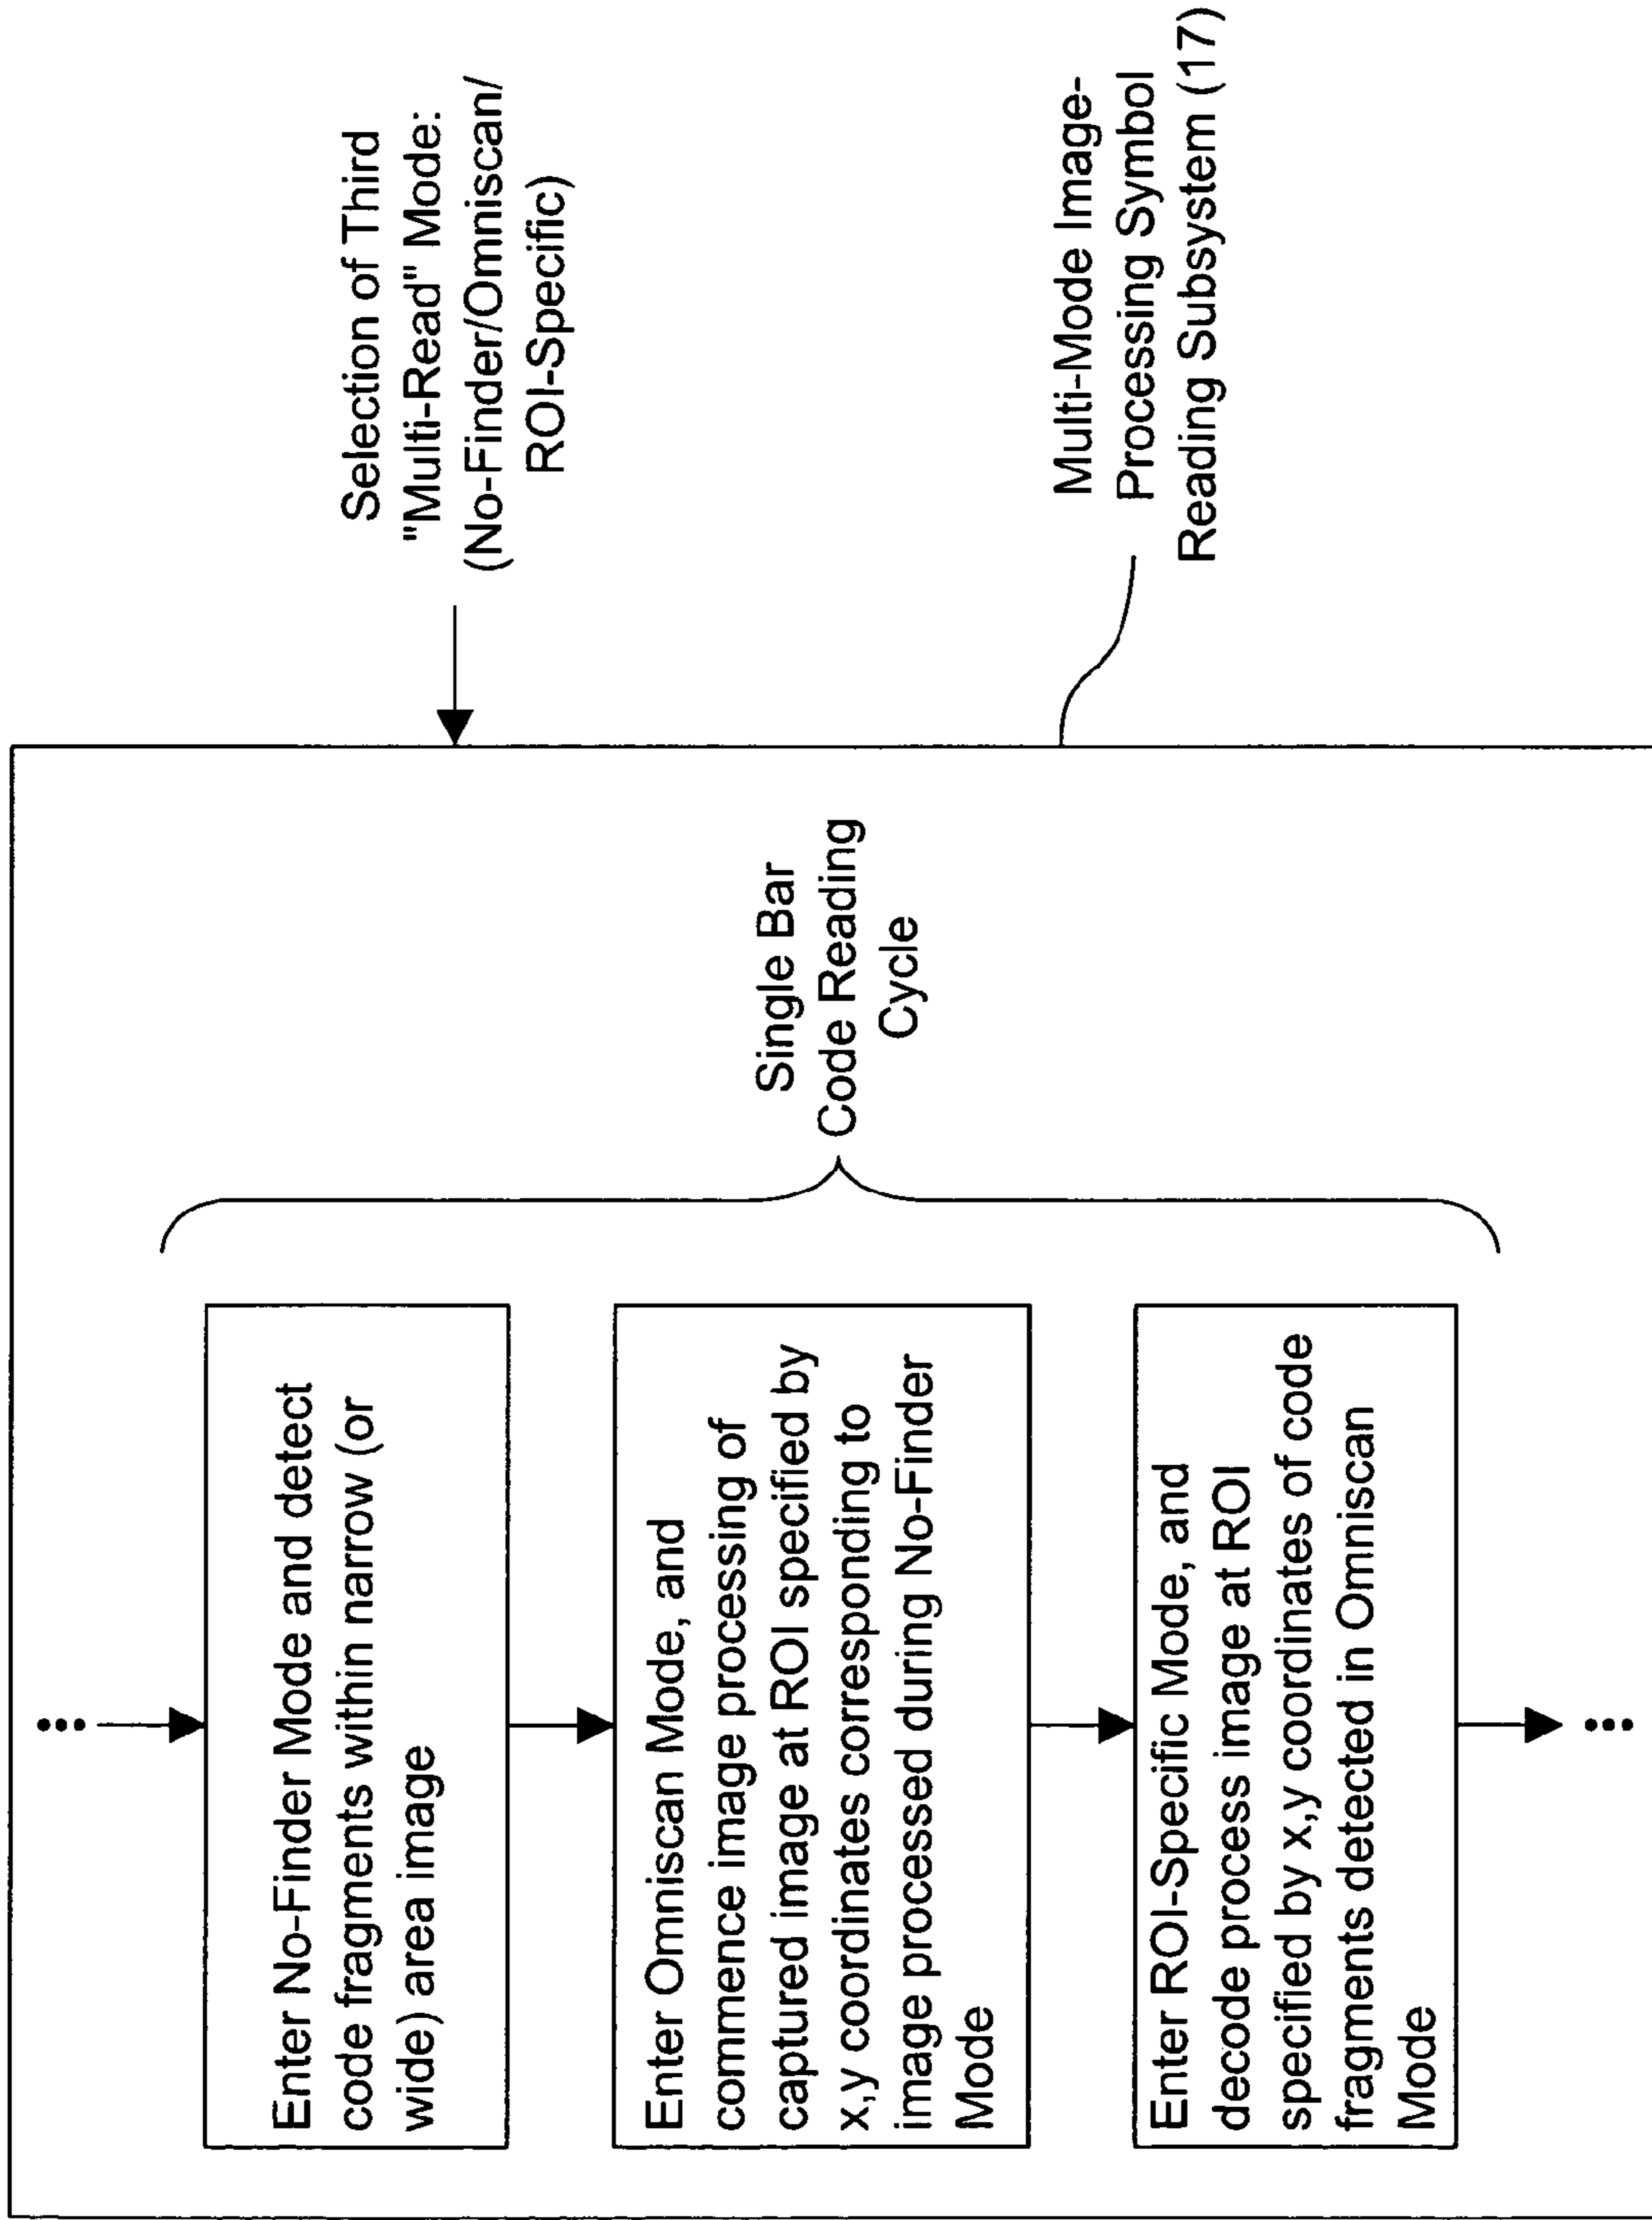 Enter No-Finder Mode and detect
code fragments within narrow (or
wide) area image
Enter Omniscan Mode, and
commence image processing of
captured image at ROI specified by
x,y coordinates corresponding to
image processed during No-Finder
Mode
Enter ROI-Specific Mode, and
decode process image at ROI
specified by x,y coordinates of code
fragments detected in Omniscan
Mode
Single Bar
Code Reading
Cycle
Selection of Third
"Multi-Read" Mode:
(No-Finder/Omniscan/
ROI-Specific)
Multi-Mode Image-
Processing Symbol
Reading Subsystem (17)